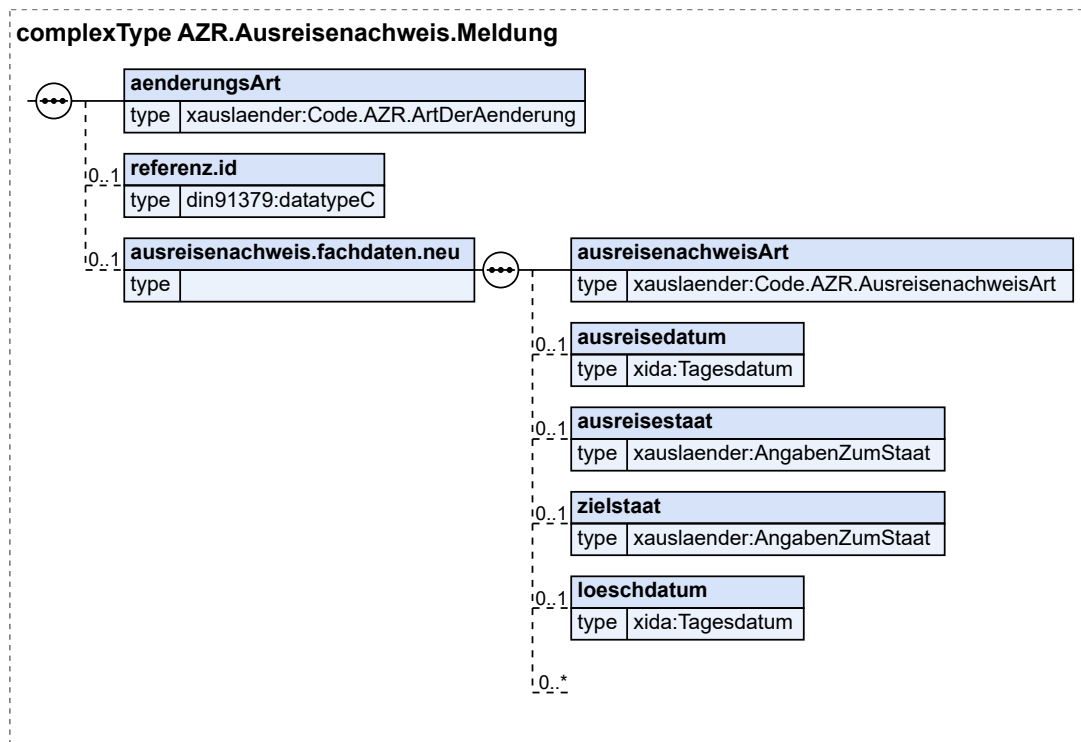 complexType AZR.Ausreisenachweis.Meldung
aenderungsArt
type xauslaender:Code.AZR.ArtDerAenderung
0..1 referenz.id
type din91379:datatypeC
0..1 ausreisenachweis.fachdaten.neu
type
ausreisenachweisArt
type xauslaender:Code.AZR.AusreisenachweisArt
0..1 ausreisedatum
type xida:Tagesdatum
0..1 ausreisestaat
type xauslaender:AngabenZumStaat
0..1 zielstaat
type xauslaender:AngabenZumStaat
0..1 loeschdatum
type xida:Tagesdatum
0..*